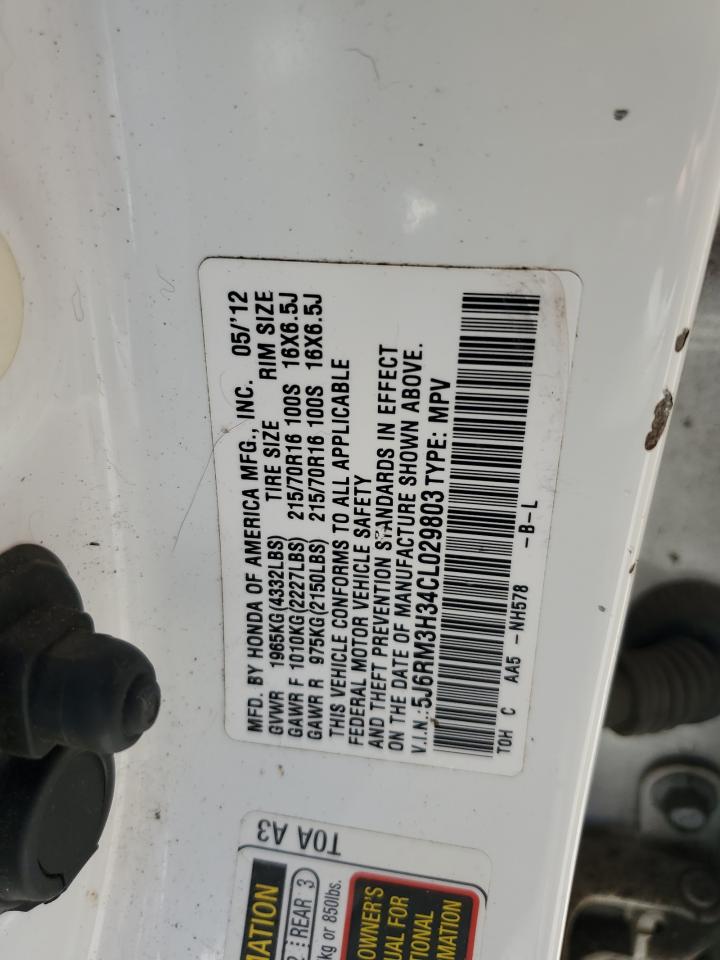 MFD. BY HONDA OF AMERICA MFG., INC. 05/'12
GVWR 1965KG(4332LBS) TIRE SIZE RIM SIZE
GAWR F 1010KG(2227LBS) 215/70R16 100S 16X6.5J
GAWR R 975KG(2150LBS) 215/70R16 100S 16X6.5J
THIS VEHICLE CONFORMS TO ALL APPLICABLE
FEDERAL MOTOR VEHICLE SAFETY
AND THEFT PREVENTION STANDARDS IN EFFECT
ON THE DATE OF MANUFACTURE SHOWN ABOVE.
V.I.N.:5J6RM3H34CL029803 TYPE: MPV
TOH C AA5 -NH578 -B-L
TOA A3
MATION
REAR 3
kg or 850lbs.
OWNER'S
UAL FOR
TIONAL
MATION